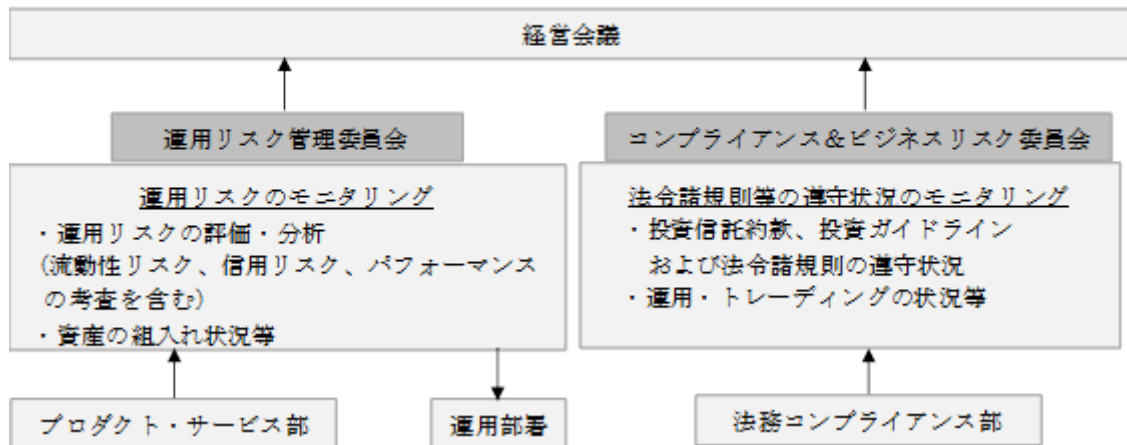 経営会議
運用リスク管理委員会
運用リスクのモニタリング
・運用リスクの評価・分析
(流動性リスク、信用リスク、パフォーマンス
の考査を含む)
・資産の組入れ状況等
プロダクト・サービス部
運用部署
コンプライアンス＆ビジネスリスク委員会
法令諸規則等の遵守状況のモニタリング
・投資信託約款、投資ガイドライン
および法令諸規則の遵守状況
・運用・トレーディングの状況等
法務コンプライアンス部